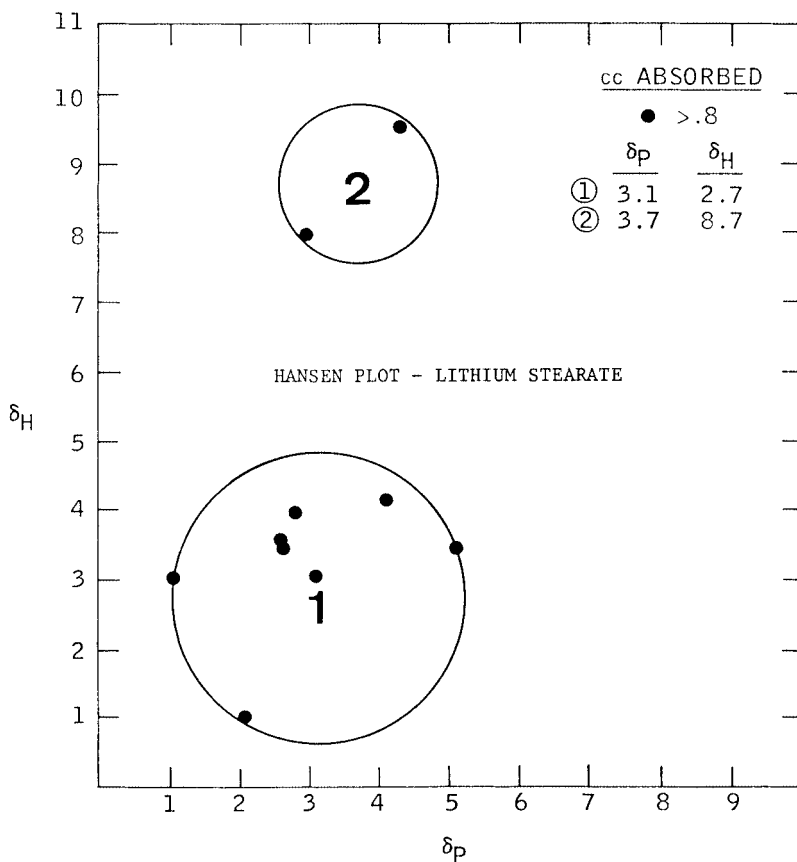 11
10
9
8
7
6
5
4
3
2
1
δH
cc ABSORBED
● >.8
δP δH
① 3.1 2.7
② 3.7 8.7
2
HANSEN PLOT - LITHIUM STEARATE
1
1 2 3 4 5 6 7 8 9
δP